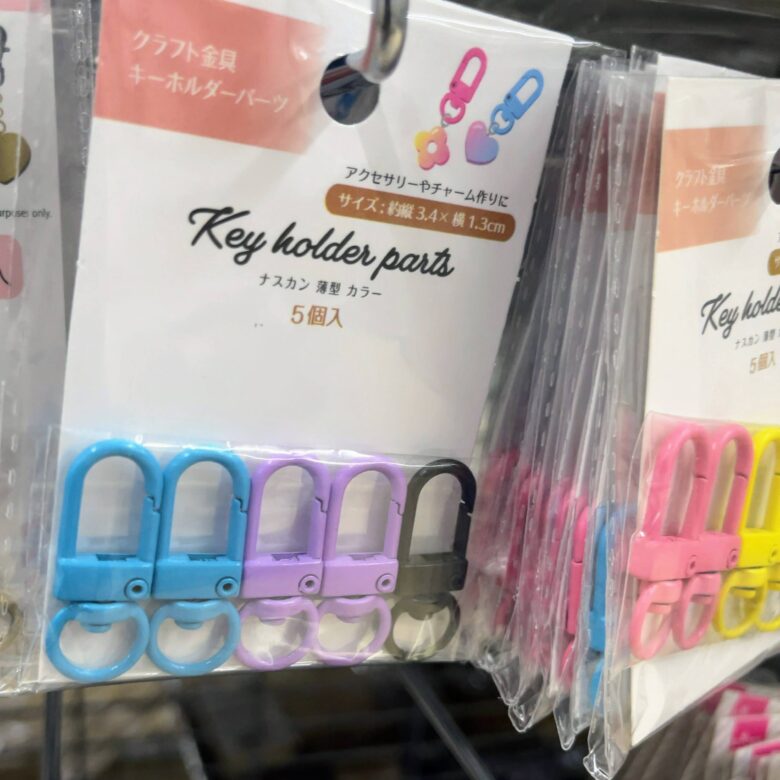 クラフト金具
キーホルダーパーツ
アクセサリーやチャーム作りに
サイズ:約縦3.4×横1.3cm
Key holder parts
ナスカン 薄型 カラー
5個入
urposes only.
クラフト金具
キーホルダーパーツ
Key holde
ナスカン 薄型
5個入